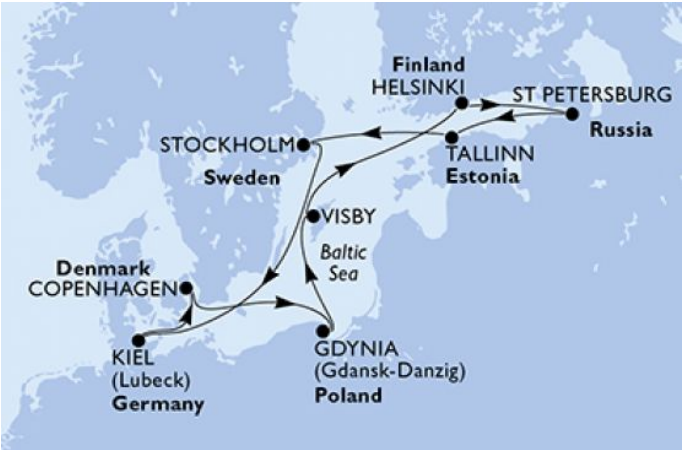 Finland
HELSINKI
ST PETERSBURG
Russia
STOCKHOLM
Sweden
TALLINN
Estonia
VISBY
Baltic
Sea
Denmark
COPENHAGEN
KIEL
(Lubeck)
Germany
GDYNIA
(Gdansk-Danzig)
Poland